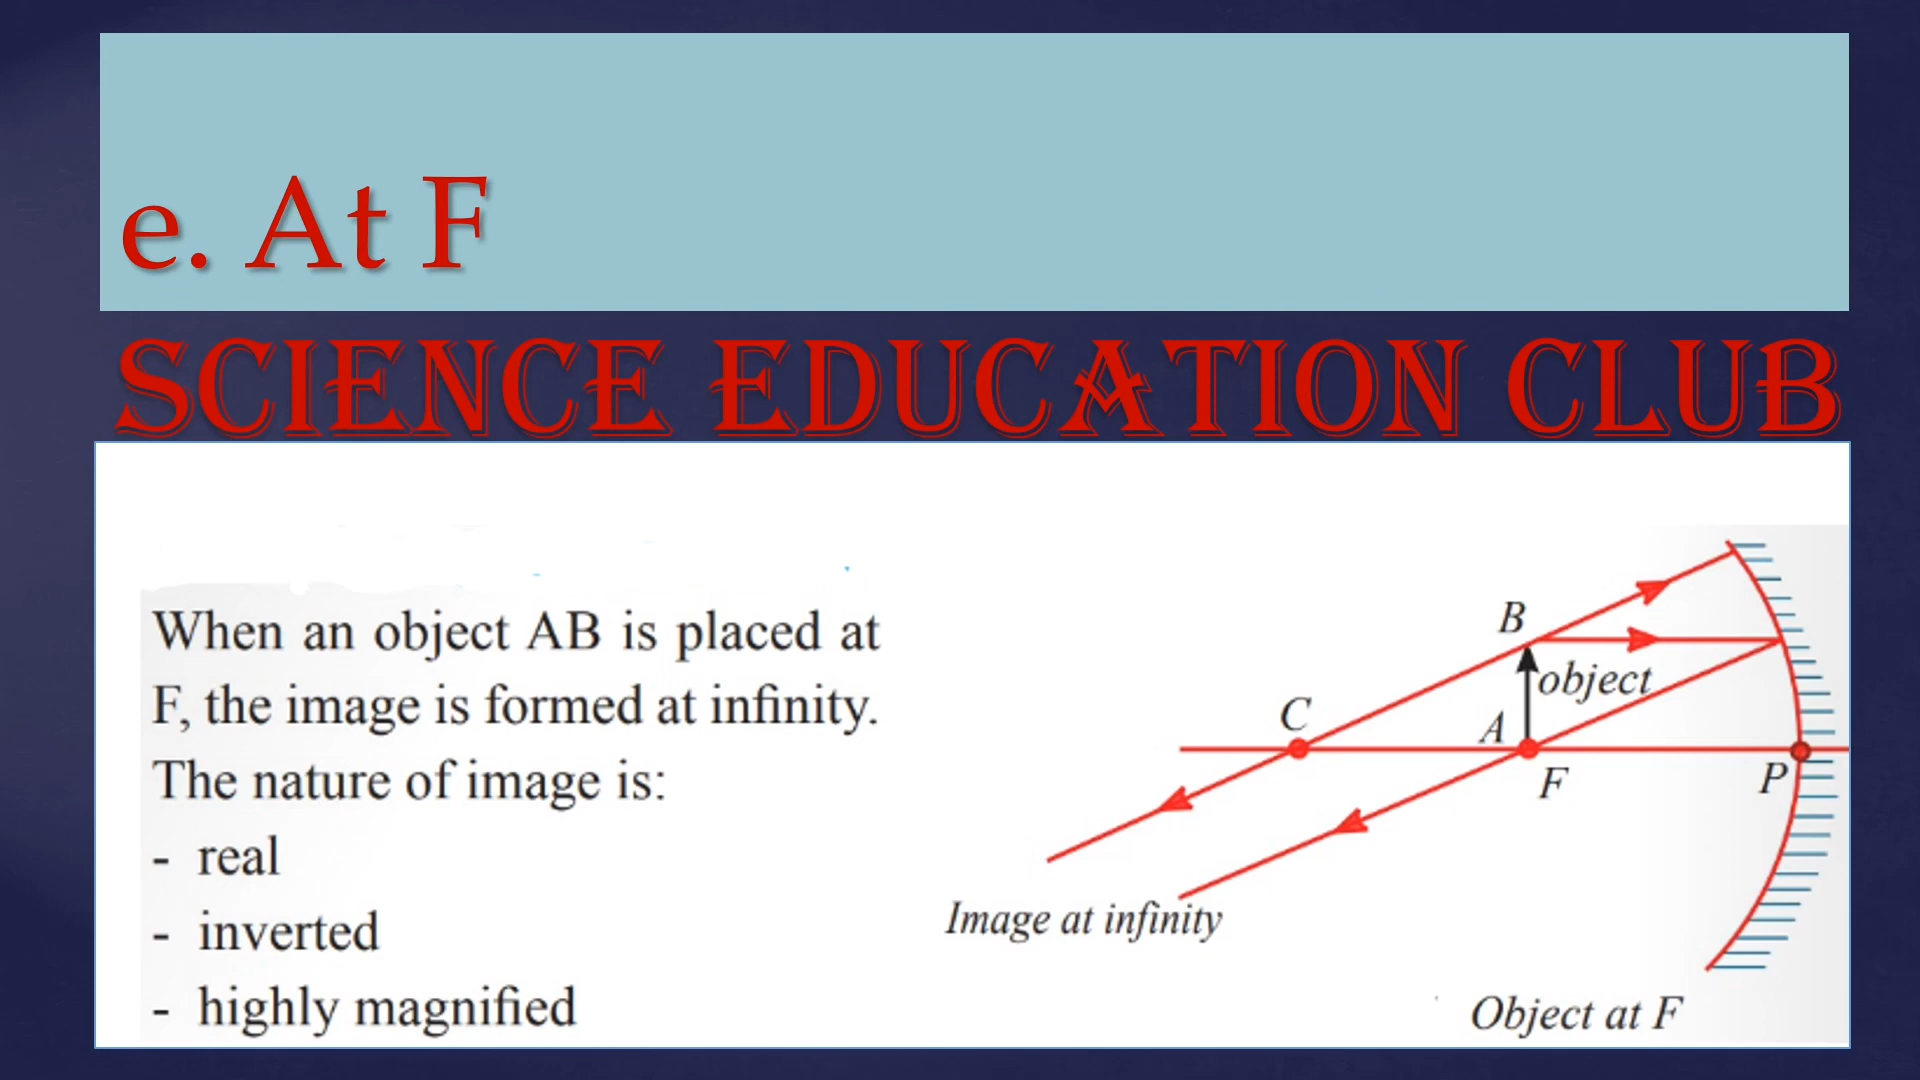 e. At F
SCIENCE EDUCATION CLUB
When an object AB is placed at
F, the image is formed at infinity.
The nature of image is:
- real
- inverted
- highly magnified
B
object
C
A
F
P
Image at infinity
Object at F